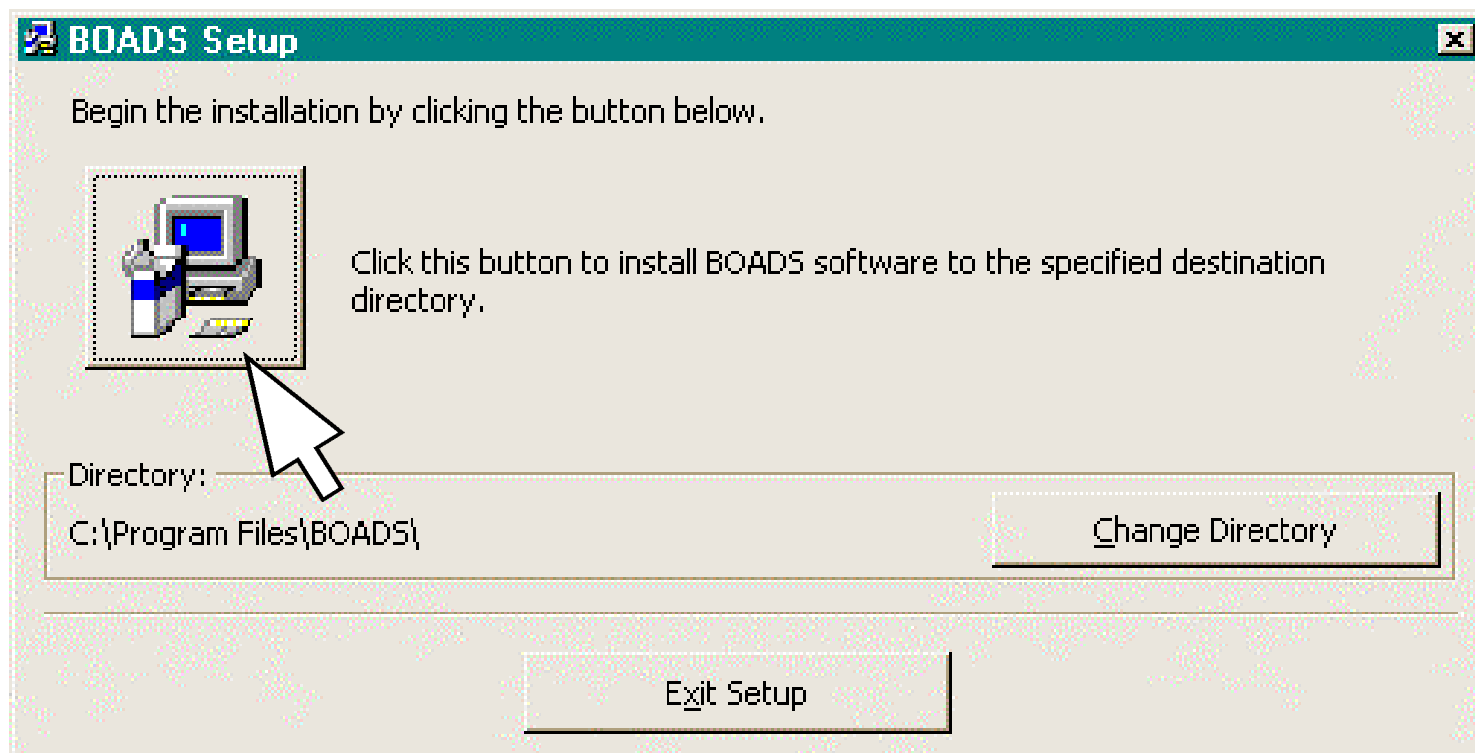 BOADS Setup
Begin the installation by clicking the button below.
Click this button to install BOADS software to the specified destination
directory.
Directory:
C:\Program Files\BOADS\
Change Directory
Exit Setup